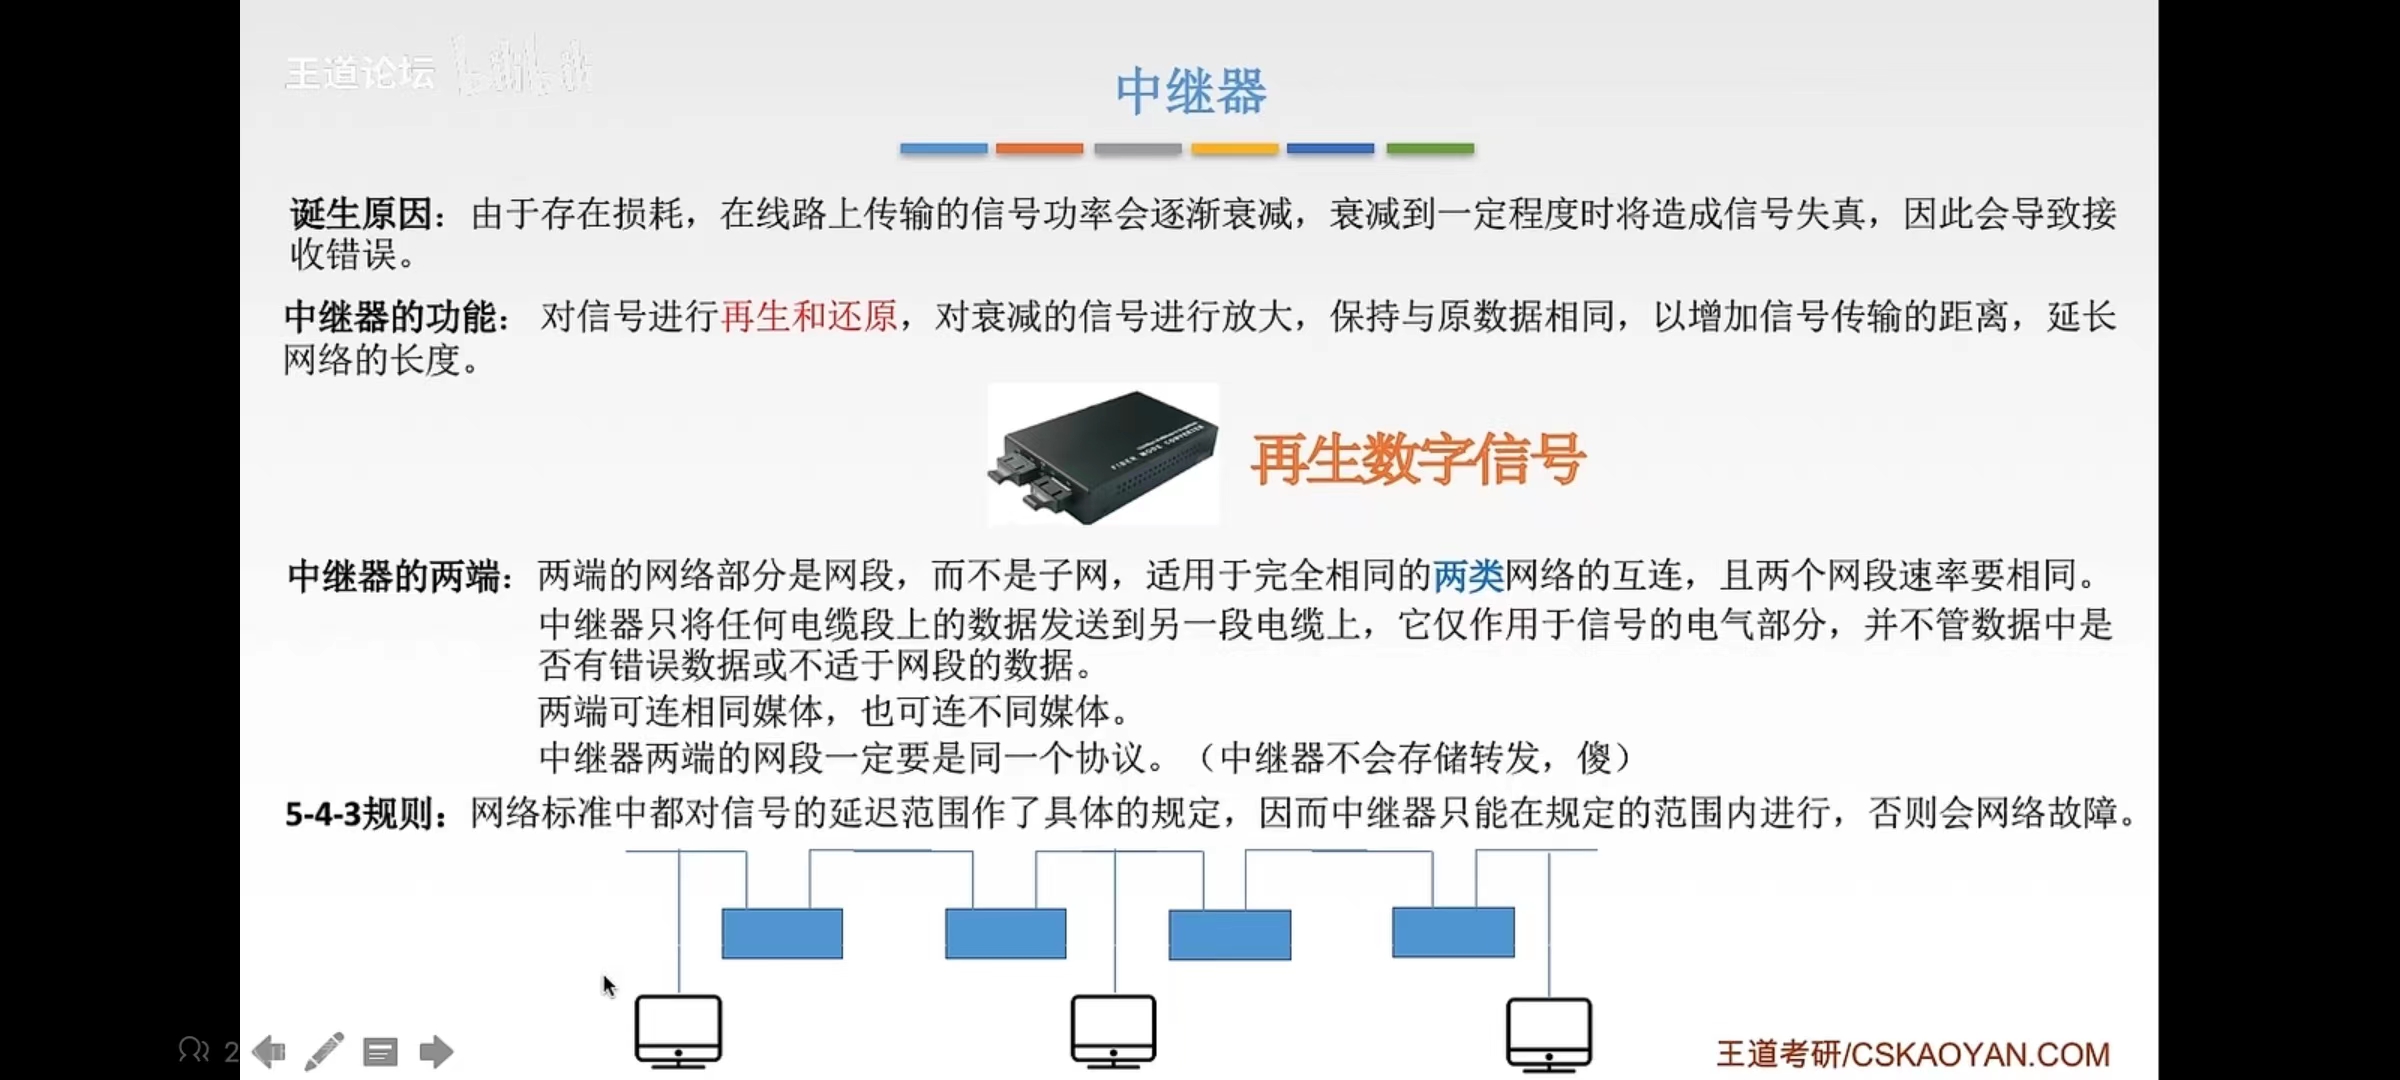 王道论坛
中继器
诞生原因：由于存在损耗，在线路上传输的信号功率会逐渐衰减，衰减到一定程度时将造成信号失真，因此会导致接
收错误。
中继器的功能： 对信号进行再生和还原，对衰减的信号进行放大，保持与原数据相同，以增加信号传输的距离，延长
网络的长度。
FIBER MODE CONVERTER
再生数字信号
中继器的两端：两端的网络部分是网段，而不是子网，适用于完全相同的两类网络的互连，且两个网段速率要相同。
中继器只将任何电缆段上的数据发送到另一段电缆上，它仅作用于信号的电气部分，并不管数据中是
否有错误数据或不适于网段的数据。
两端可连相同媒体，也可连不同媒体。
中继器两端的网段一定要是同一个协议。（中继器不会存储转发，傻）
5-4-3规则：网络标准中都对信号的延迟范围作了具体的规定，因而中继器只能在规定的范围内进行，否则会网络故障。
2
王道考研/CSKAOYAN.COM